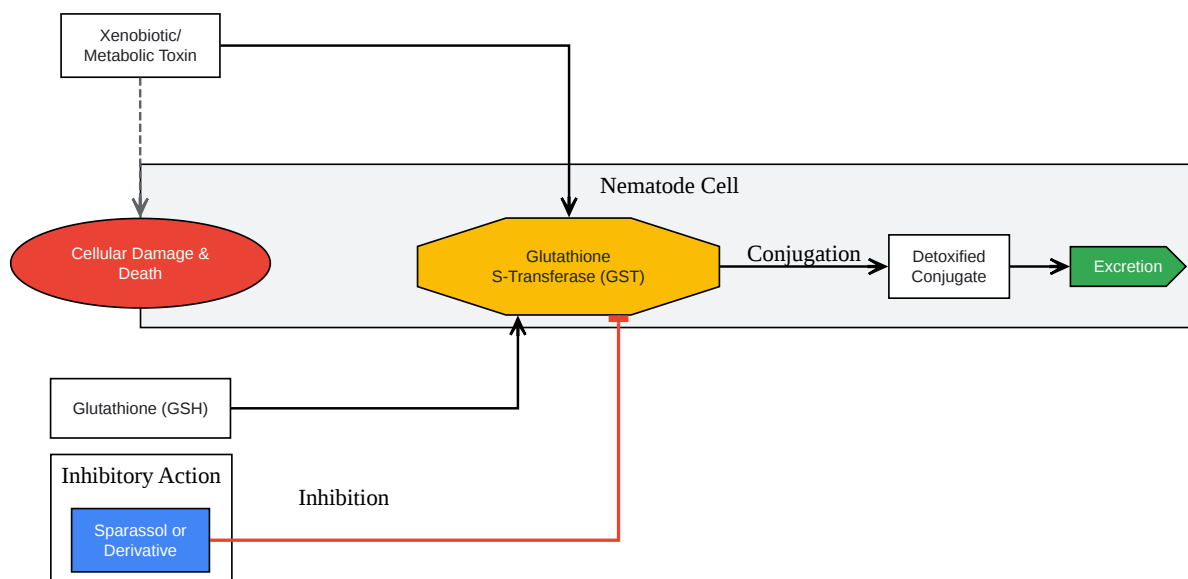 Xenobiotic/
Metabolic Toxin
Nematode Cell
Cellular Damage &
Death
Glutathione
S-Transferase (GST)
Conjugation
Detoxified
Conjugate
Excretion
Glutathione (GSH)
Inhibitory Action
Inhibition
Sparassol or
Derivative